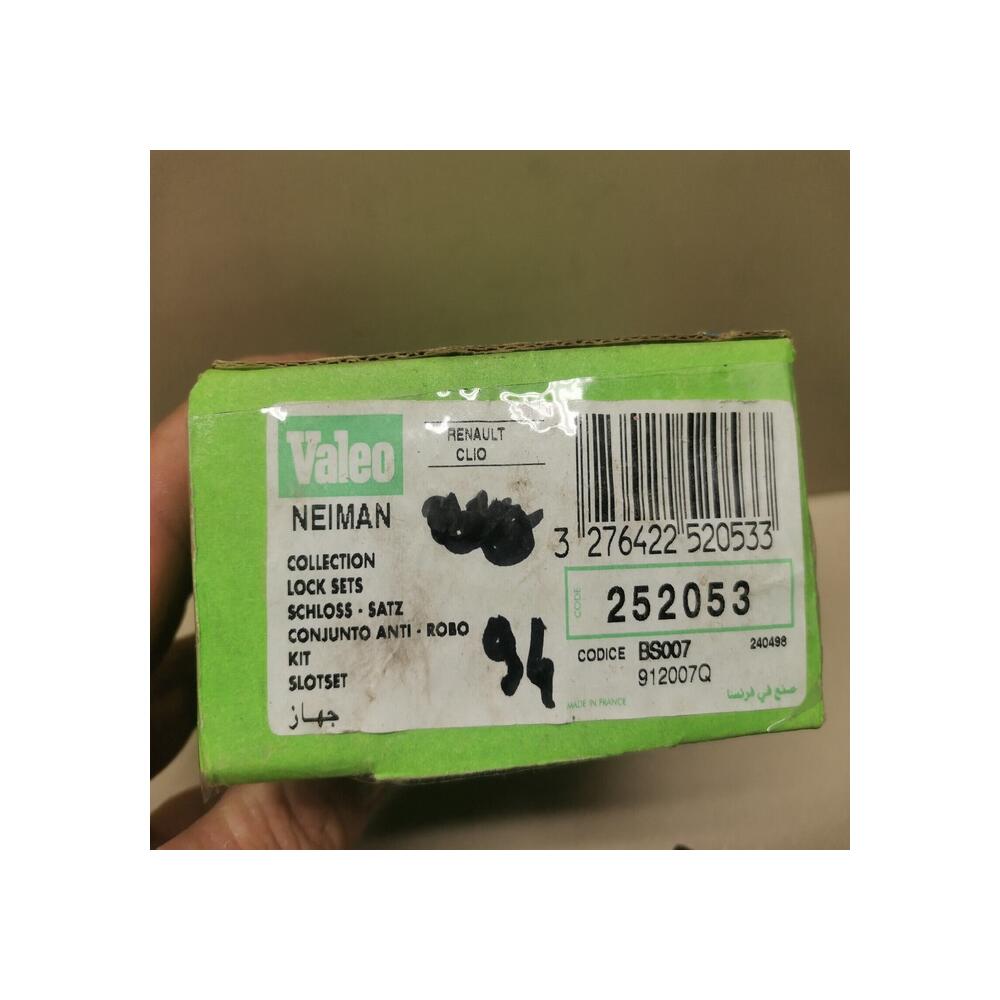 Valeo
NEIMAN
RENAULT
CLIO
COLLECTION
LOCK SETS
SCHLOSS - SATZ
CONJUNTO ANTI - ROBO
KIT
SLOTSET
جهاز
94
3 276422 520533
CODE
252053
CODICE BS007
240498
912007Q
MADE IN FRANCE
صنع في فرنسا